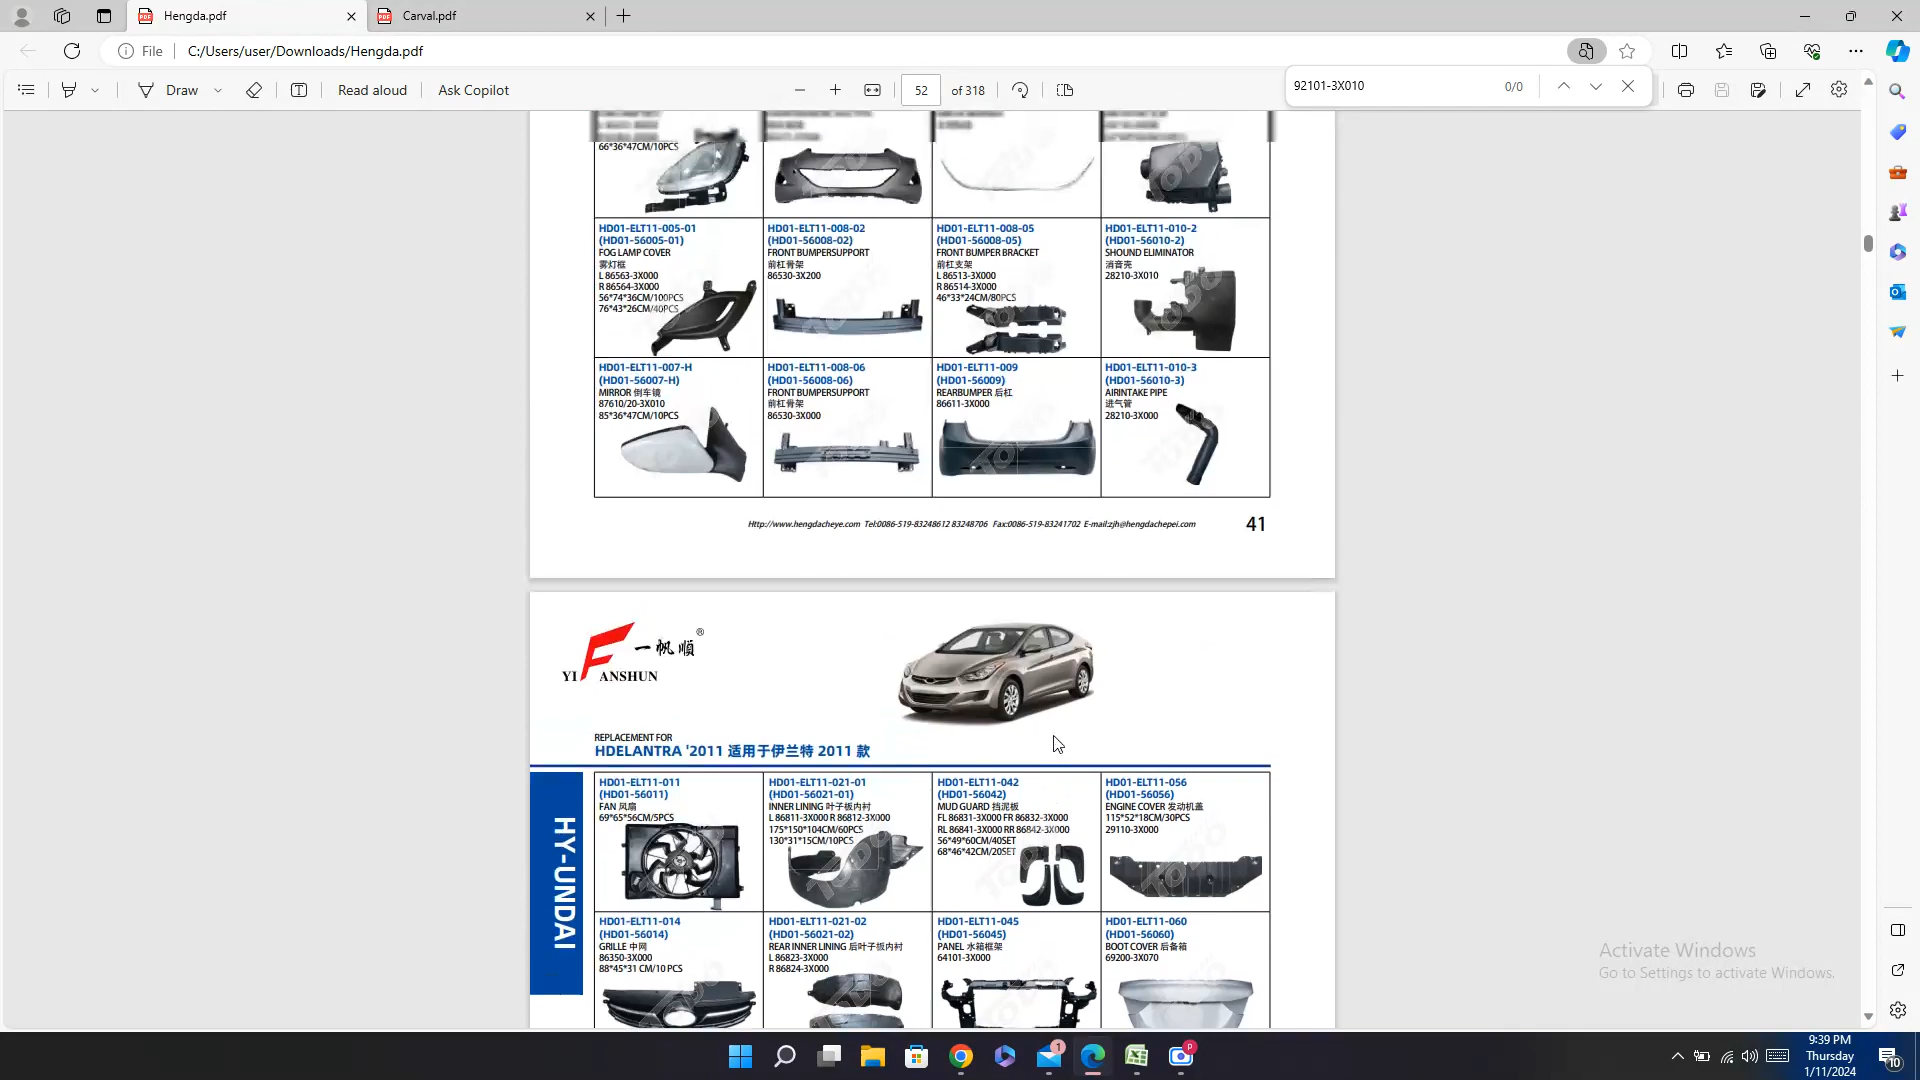 Hengda.pdf
Carval.pdf
File
C:/Users/user/Downloads/Hengda.pdf
Draw
Read aloud
Ask Copilot
52
of 318
92101-3X010
0/0
66*36*47CM/10PCS
HD01-ELT11-005-01
(HD01-56005-01)
FOG LAMP COVER
雾灯框
L 86563-3X000
R 86564-3X000
56*74*36CM/100PCS
76*43*26CM/40PCS
HD01-ELT11-008-02
(HD01-56008-02)
FRONT BUMPERSUPPORT
前杠骨架
86530-3X200
HD01-ELT11-008-05
(HD01-56008-05)
FRONT BUMPER BRACKET
前杠支架
L 86513-3X000
R 86514-3X000
46*33*24CM/80PCS
HD01-ELT11-010-2
(HD01-56010-2)
SHOUND ELIMINATOR
消音壳
28210-3X010
HD01-ELT11-007-H
(HD01-56007-H)
MIRROR 倒车镜
87610/20-3X010
85*36*47CM/10PCS
HD01-ELT11-008-06
(HD01-56008-06)
FRONT BUMPERSUPPORT
前杠骨架
86530-3X000
HD01-ELT11-009
(HD01-56009)
REARBUMPER 后杠
86611-3X000
HD01-ELT11-010-3
(HD01-56010-3)
AIRINTAKE PIPE
进气管
28210-3X000
Http://www.hengdacheye.com Tel:0086-519-83248612 83248706 Fax:0086-519-83241702 E-mail:zjh@hengdachepei.com
41
一帆順®
YI ANSHUN
REPLACEMENT FOR
HDELANTRA '2011 适用于伊兰特 2011 款
HY-UNDAI
HD01-ELT11-011
(HD01-56011)
FAN 风扇
69*65*56CM/5PCS
HD01-ELT11-021-01
(HD01-56021-01)
INNER LINING 叶子板内衬
L 86811-3X000 R 86812-3X000
175*150*104CM/60PCS
130*31*15CM/10PCS
HD01-ELT11-042
(HD01-56042)
MUD GUARD 挡泥板
FL 86831-3X000 FR 86832-3X000
RL 86841-3X000 RR 86842-3X000
56*49*60CM/40SET
68*46*42CM/20SET
HD01-ELT11-056
(HD01-56056)
ENGINE COVER 发动机盖
115*52*18CM/30PCS
29110-3X000
HD01-ELT11-014
(HD01-56014)
GRILLE 中网
86350-3X000
88*45*31 CM/10 PCS
HD01-ELT11-021-02
(HD01-56021-02)
REAR INNER LINING 后叶子板内衬
L 86823-3X000
R 86824-3X000
HD01-ELT11-045
(HD01-56045)
PANEL 水箱框架
64101-3X000
HD01-ELT11-060
(HD01-56060)
BOOT COVER 后备箱
69200-3X070
Activate Windows
Go to Settings to activate Windows.
9:39 PM
Thursday
1/11/2024